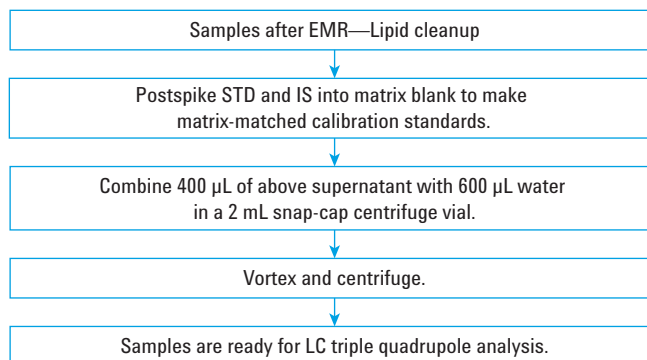 Samples after EMR—Lipid cleanup
Postspike STD and IS into matrix blank to make
matrix-matched calibration standards.
Combine 400 µL of above supernatant with 600 µL water
in a 2 mL snap-cap centrifuge vial.
Vortex and centrifuge.
Samples are ready for LC triple quadrupole analysis.